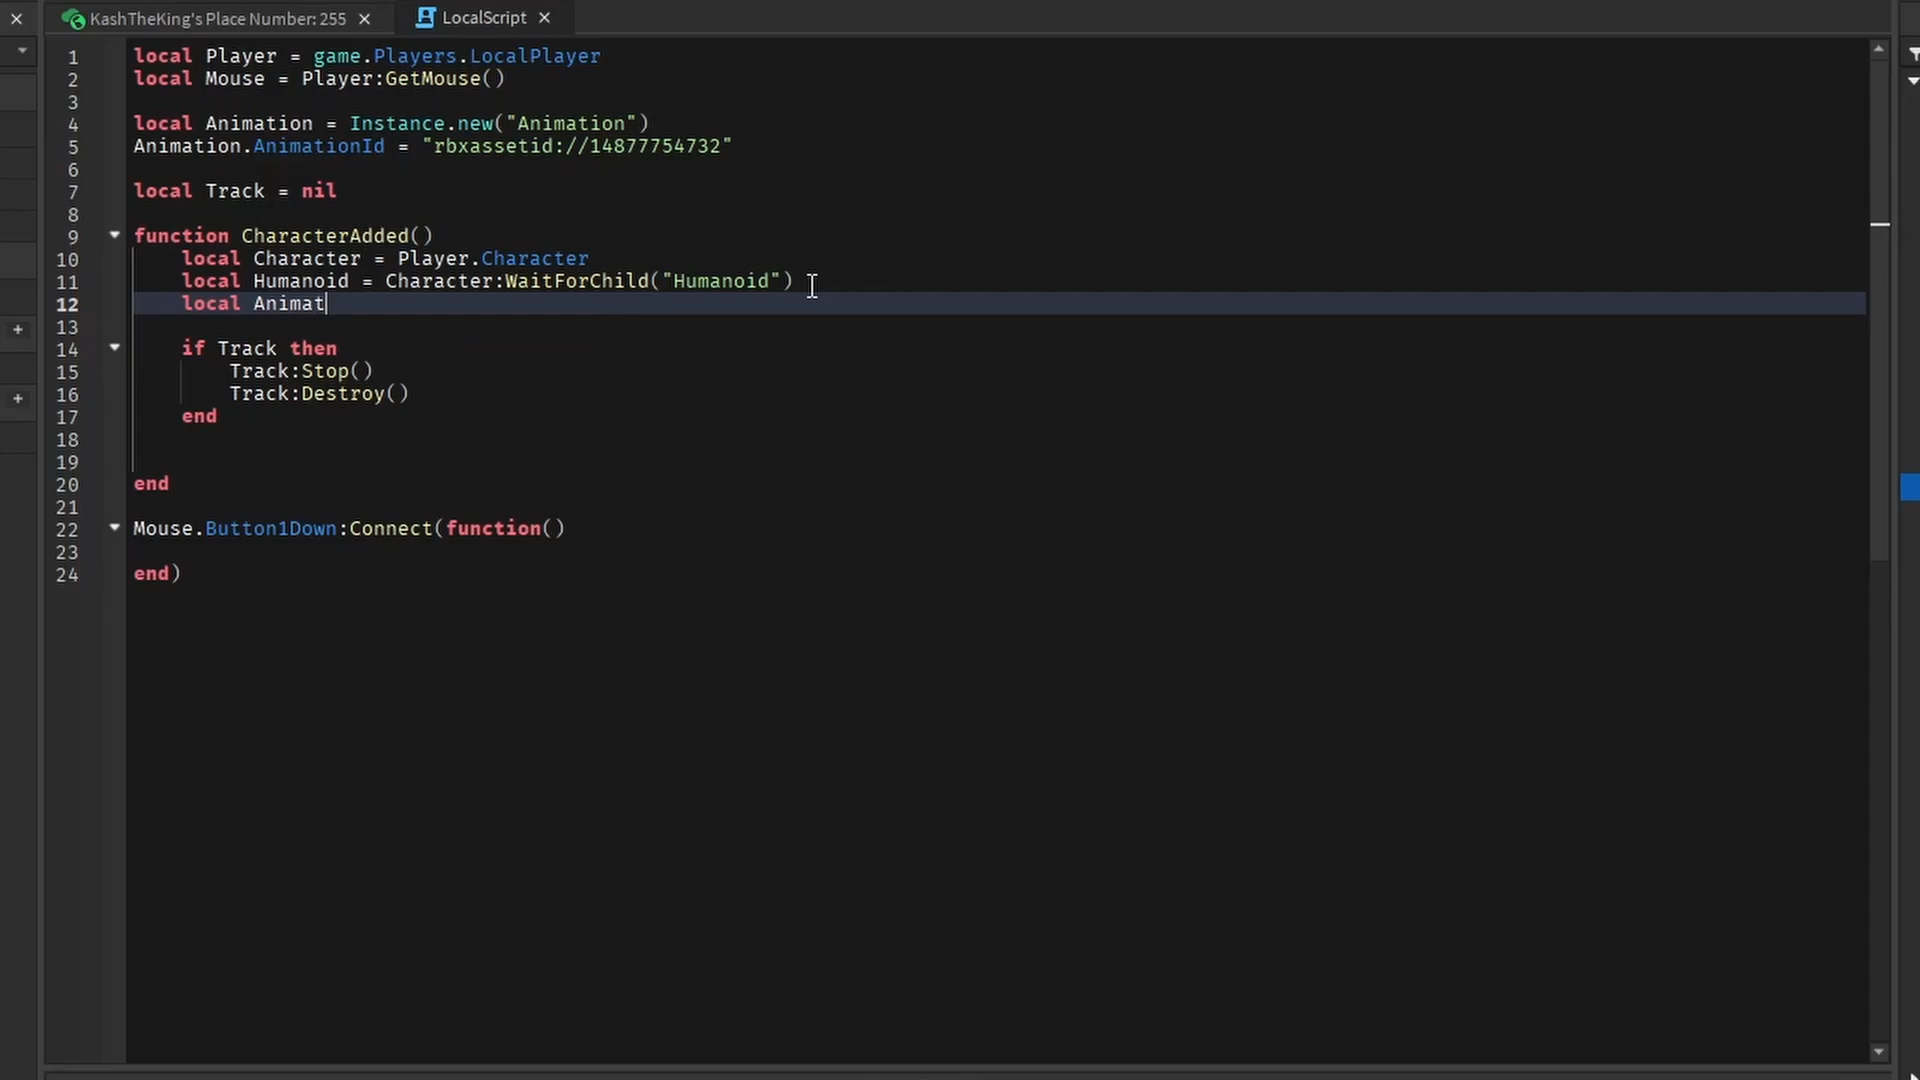 KashTheKing's Place Number: 255
LocalScript
1 local Player = game.Players.LocalPlayer
2 local Mouse = Player:GetMouse()
3
4 local Animation = Instance.new("Animation")
5 Animation.AnimationId = "rbxassetid://14877754732"
6
7 local Track = nil
8
9 function CharacterAdded()
10 local Character = Player.Character
11 local Humanoid = Character:WaitForChild("Humanoid")
12 local Animat
13
14 if Track then
15 Track:Stop()
16 Track:Destroy()
17 end
18
19
20 end
21
22 Mouse.Button1Down:Connect(function()
23
24 end)